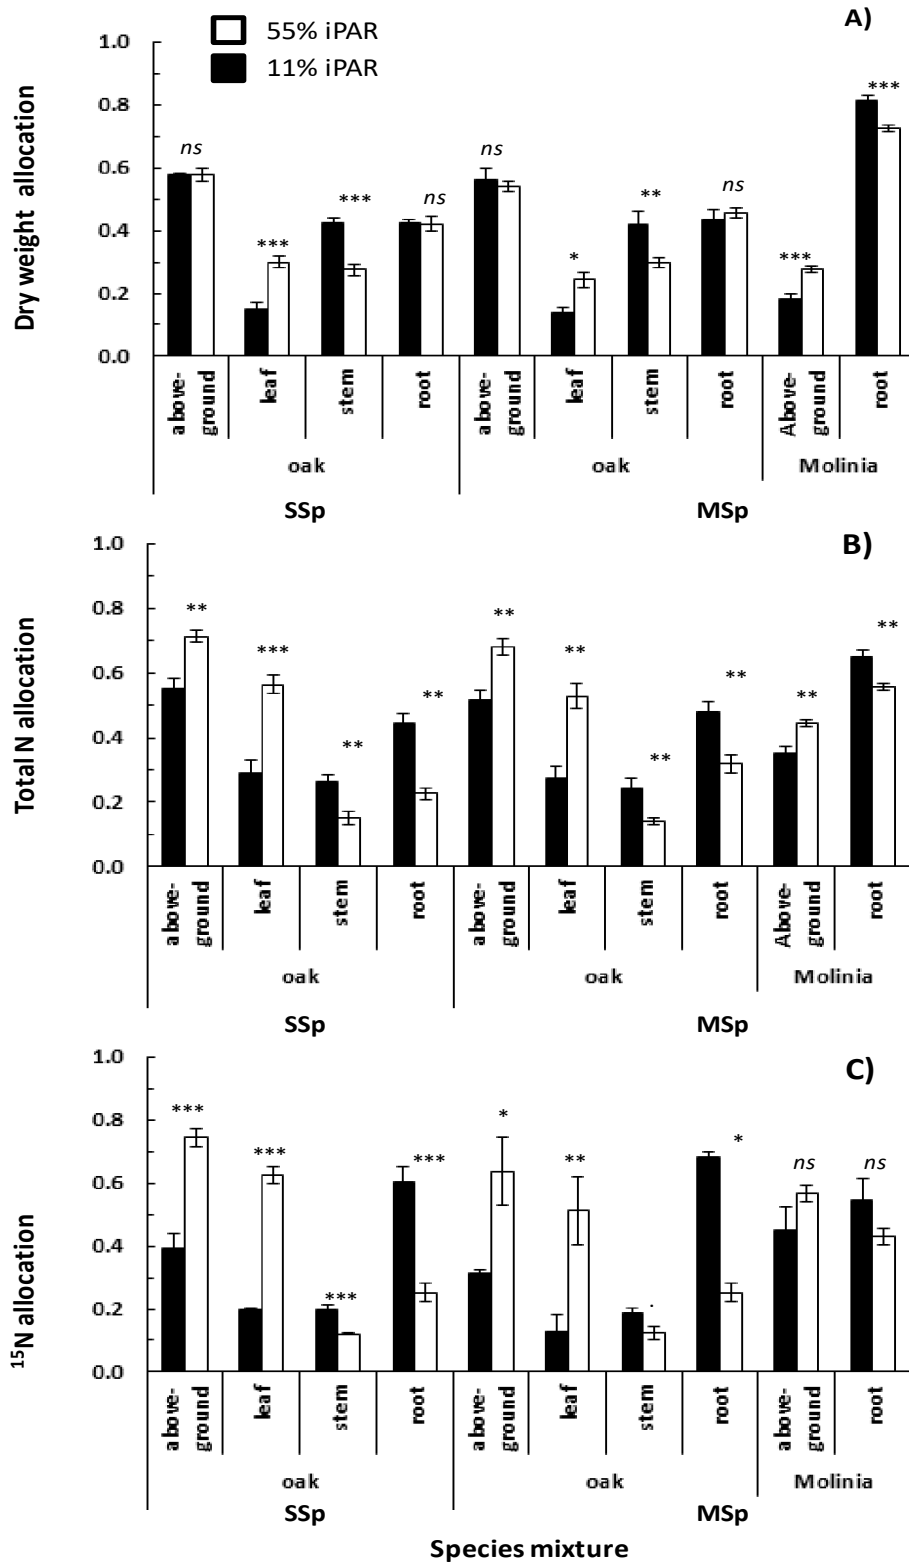 A)
55% iPAR
11% iPAR
Dry weight allocation
1.0
0.8
0.6
0.4
0.2
0.0
ns
***
***
ns
ns
*
**
ns
***
***
above-ground
leaf
stem
root
above-ground
leaf
stem
root
Above-ground
root
oak
oak
Molinia
SSp
MSp
B)
Total N allocation
1.0
0.8
0.6
0.4
0.2
0.0
**
***
**
**
**
**
**
**
**
**
above-ground
leaf
stem
root
above-ground
leaf
stem
root
Above-ground
root
oak
oak
Molinia
SSp
MSp
C)
15N allocation
1.0
0.8
0.6
0.4
0.2
0.0
***
***
***
***
*
**
.
*
ns
ns
above-ground
leaf
stem
root
above-ground
leaf
stem
root
above-ground
root
oak
oak
Molinia
SSp
MSp
Species mixture